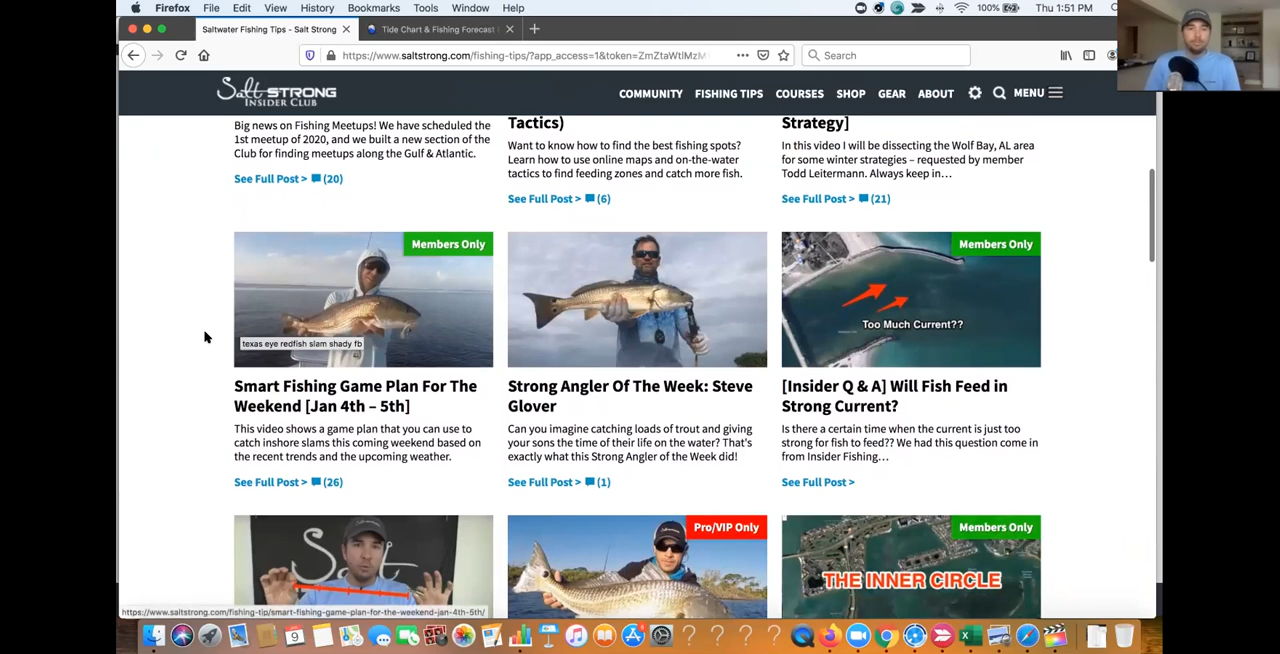 Firefox File Edit View History Bookmarks Tools Window Help
100% Thu 1:51 PM
Saltwater Fishing Tips - Salt Strong
Tide Chart & Fishing Forecast
https://www.saltstrong.com/fishing-tips/?app_access=1&token=
Search
Salt STRONG
INSIDER CLUB
COMMUNITY FISHING TIPS COURSES SHOP GEAR ABOUT MENU
Big news on Fishing Meetups! We have scheduled the
1st meetup of 2020, and we built a new section of the
Club for finding meetups along the Gulf & Atlantic.
See Full Post > (20)
Tactics)
Want to know how to find the best fishing spots?
Learn how to use online maps and on-the-water
tactics to find feeding zones and catch more fish.
See Full Post > (6)
Strategy]
In this video I will be dissecting the Wolf Bay, AL area
for some winter strategies – requested by member
Todd Leitermann. Always keep in...
See Full Post > (21)
Members Only
texas eye redfish slam shady fb
Smart Fishing Game Plan For The
Weekend [Jan 4th – 5th]
This video shows a game plan that you can use to
catch inshore slams this coming weekend based on
the recent trends and the upcoming weather.
See Full Post > (26)
Strong Angler Of The Week: Steve
Glover
Can you imagine catching loads of trout and giving
your sons the time of their life on the water? That's
exactly what this Strong Angler of the Week did!
See Full Post > (1)
Members Only
Too Much Current??
[Insider Q & A] Will Fish Feed in
Strong Current?
Is there a certain time when the current is just too
strong for fish to feed?? We had this question come in
from Insider Fishing...
See Full Post >
Salt
Pro/VIP Only
Members Only
THE INNER CIRCLE
https://www.saltstrong.com/fishing-tip/smart-fishing-game-plan-for-the-weekend-jan-4th-5th/
9